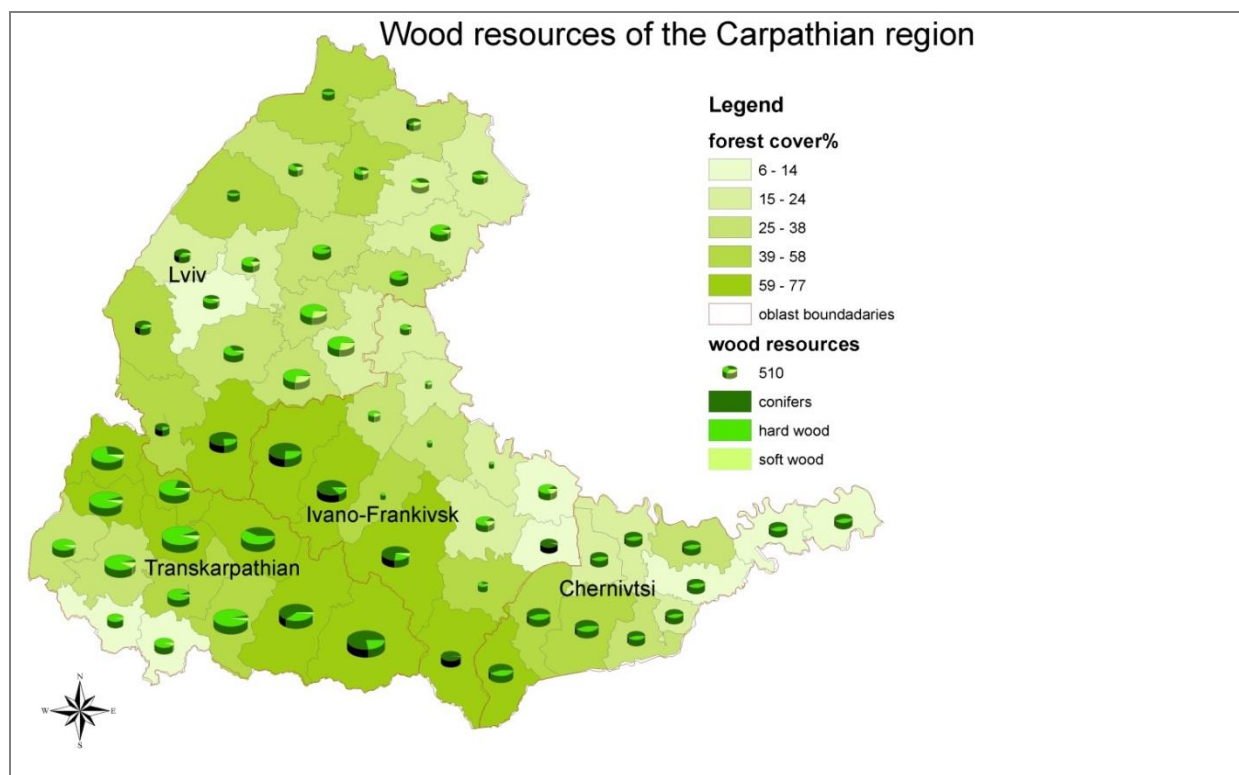 Wood resources of the Carpathian region
Legend
forest cover%
6 - 14
15 - 24
25 - 38
39 - 58
59 - 77
oblast boundadaries
wood resources
510
conifers
hard wood
soft wood
Lviv
Ivano-Frankivsk
Transkarpathian
Chernivtsi
N
W
E
S